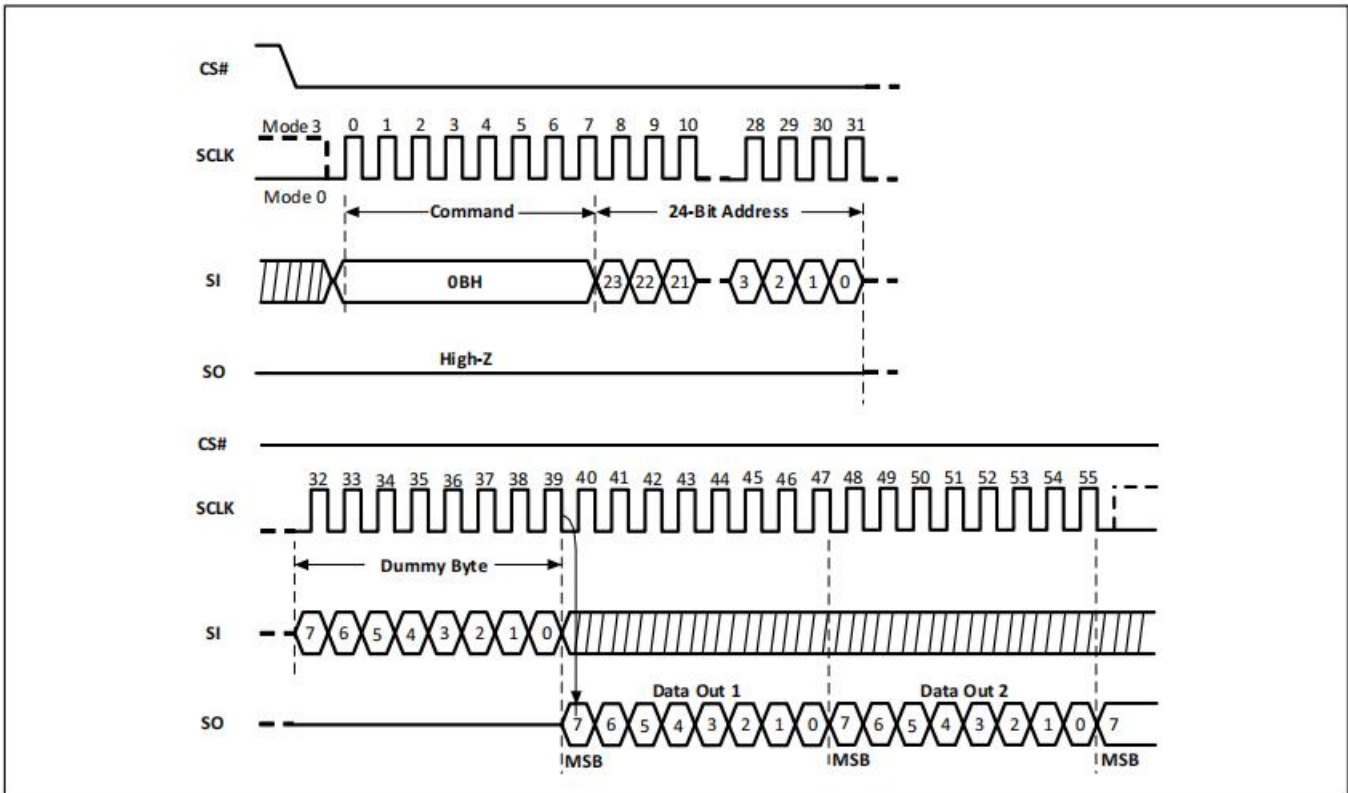 CS#
Mode 3 0 1 2 3 4 5 6 7 8 9 10 28 29 30 31
SCLK
Mode 0
Command 24-Bit Address
SI 0BH 23 22 21 3 2 1 0
High-Z
SO
CS#
32 33 34 35 36 37 38 39 40 41 42 43 44 45 46 47 48 49 50 51 52 53 54 55
SCLK
Dummy Byte
SI 7 6 5 4 3 2 1 0
Data Out 1 Data Out 2
SO 7 6 5 4 3 2 1 0 7 6 5 4 3 2 1 0 7
MSB MSB MSB